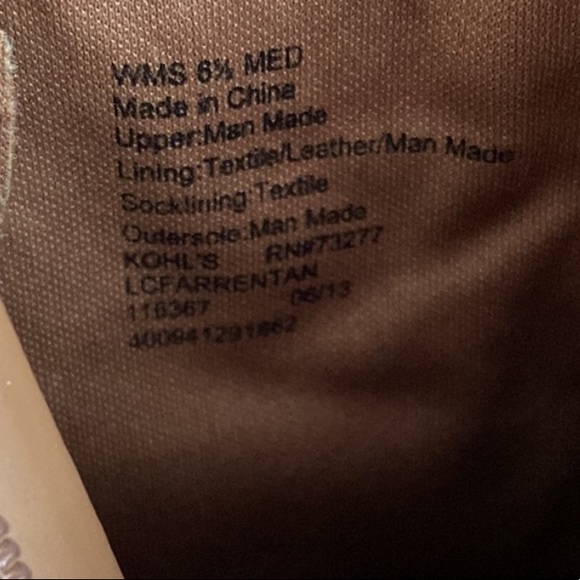 WMS 6½ MED
Made in China
Upper:Man Made
Lining:Textile/Leather/Man Made
Socklining:Textile
Outersole:Man Made
KOHL'S RN#73277
LCFARRENTAN
116367 06/13
400941291862